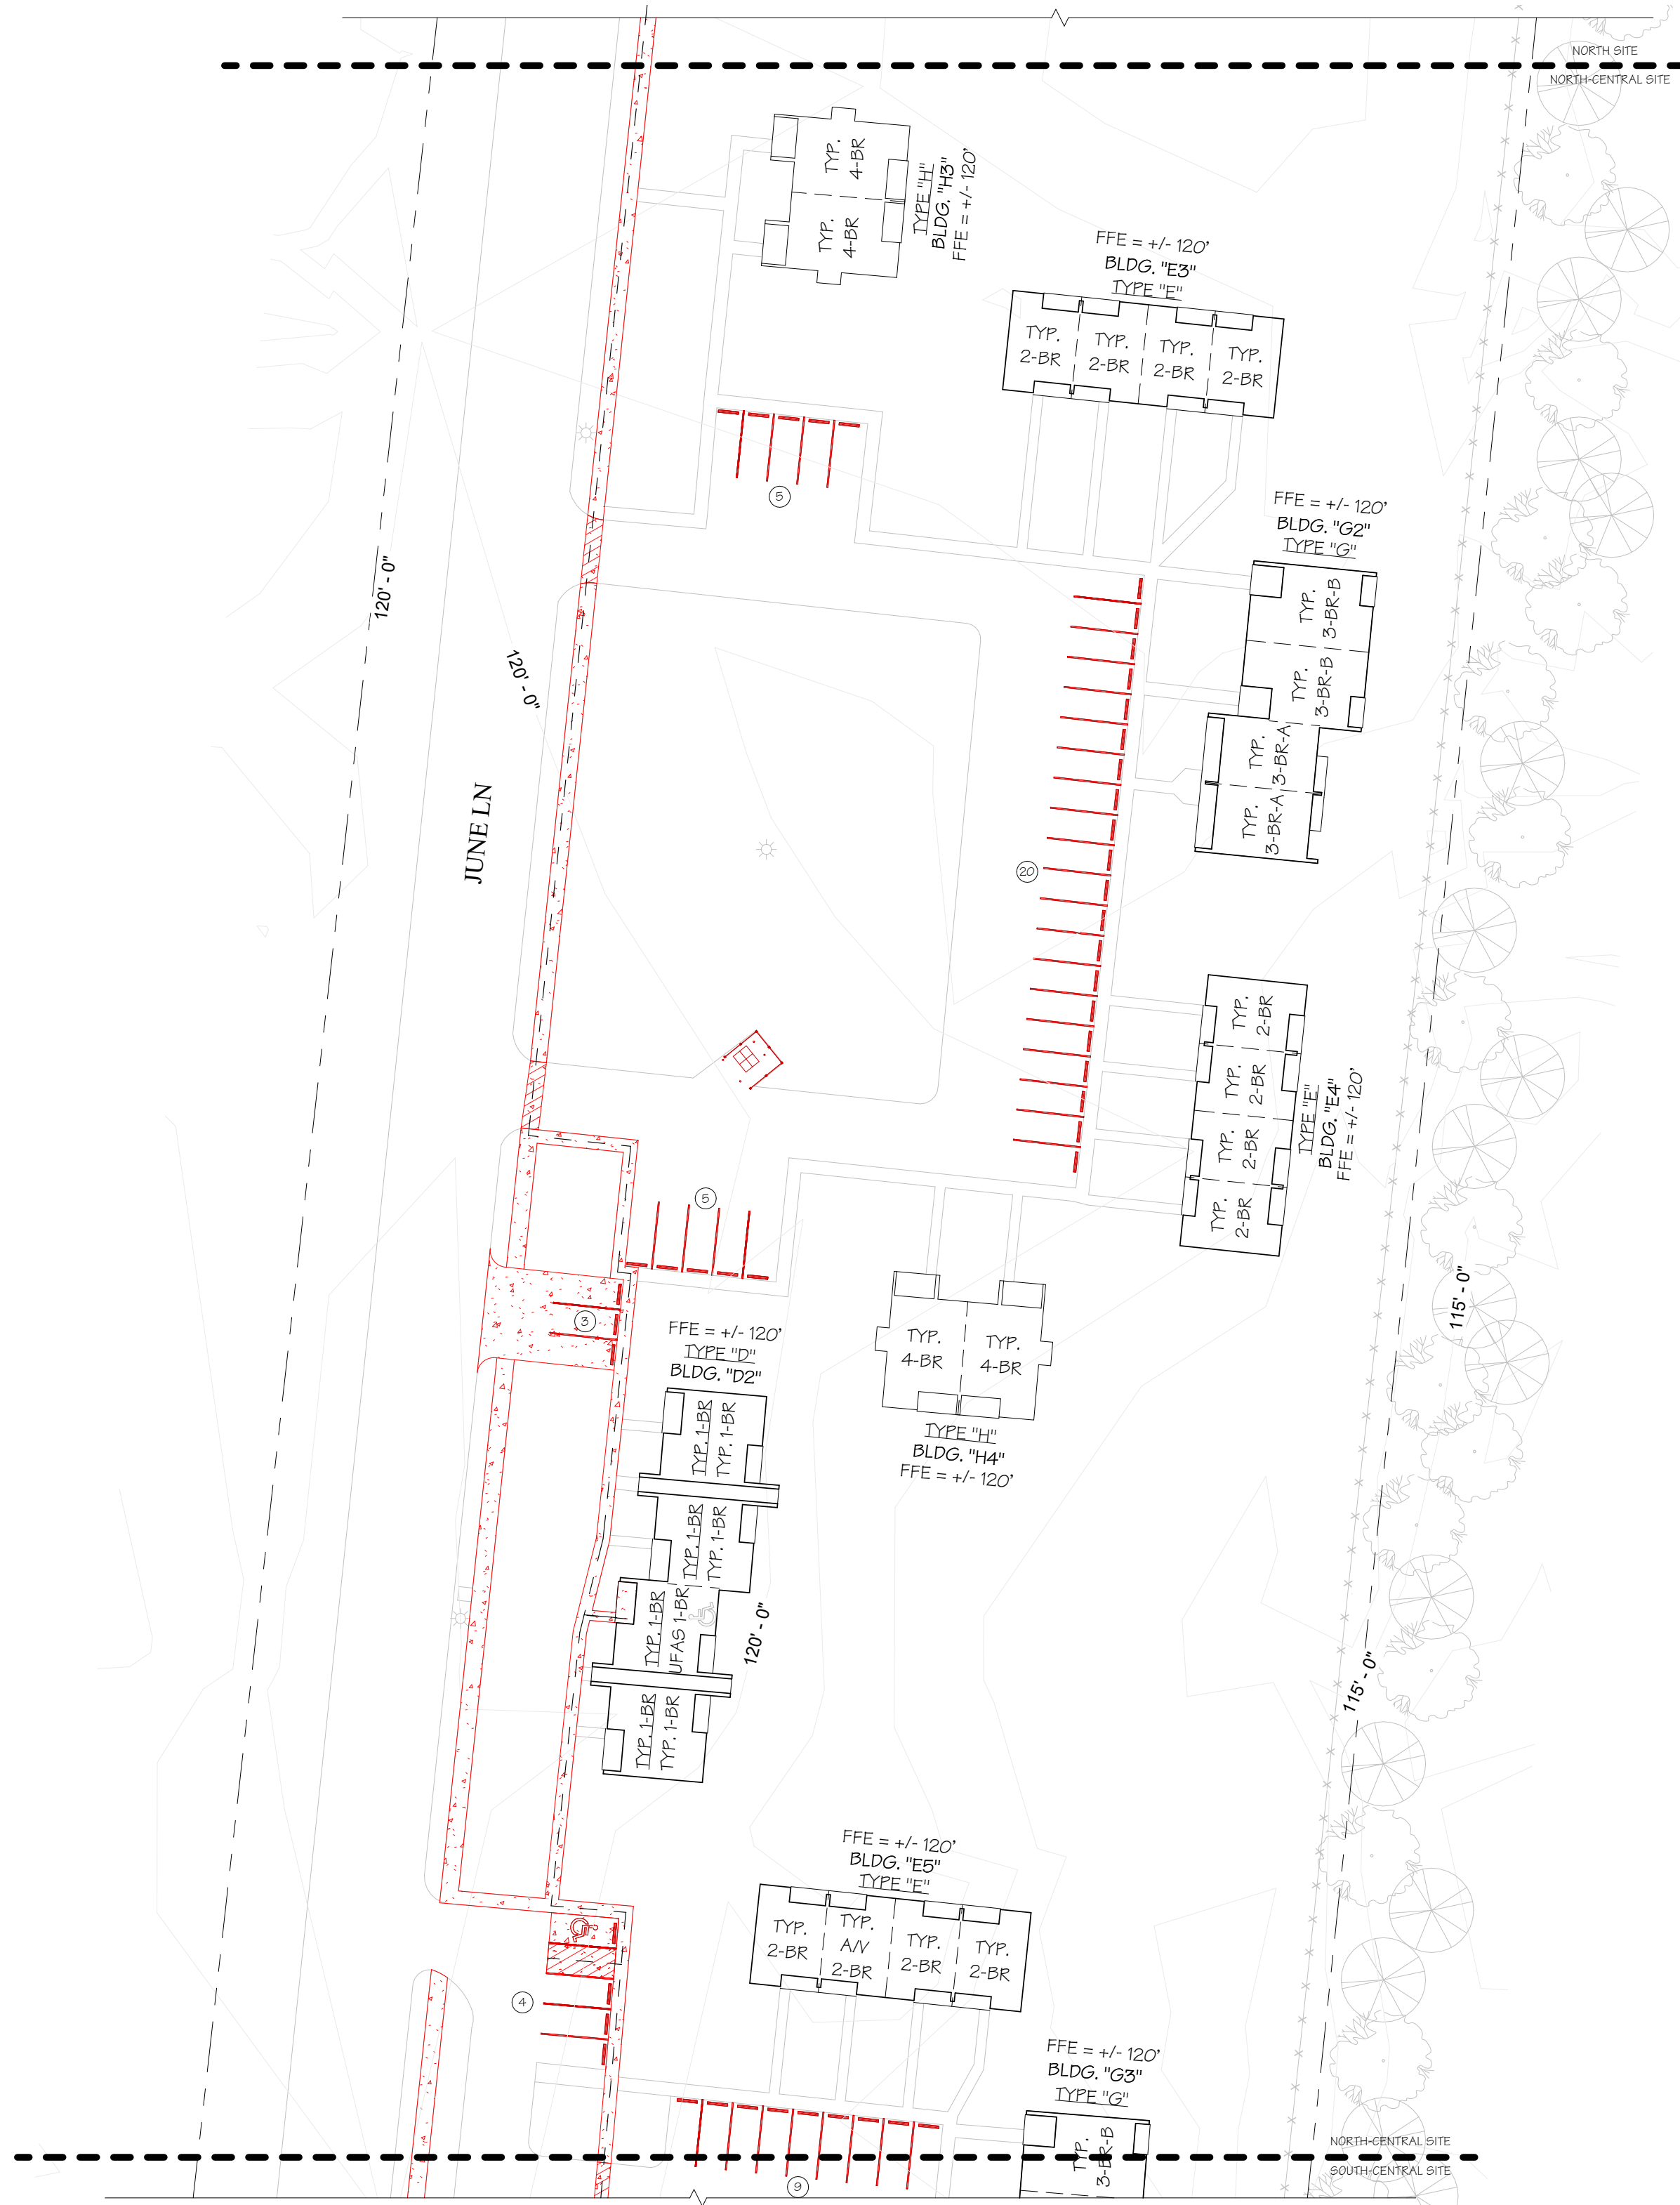 NORTH SITE
NORTH-CENTRAL SITE
TYP.
4-BR
TYP.
4-BR
TYPE "H"
BLDG. "H3"
FFE = +/- 120'
FFE = +/- 120'
BLDG. "E3"
TYPE "E"
TYP.
2-BR
TYP.
2-BR
TYP.
2-BR
TYP.
2-BR
5
FFE = +/- 120'
BLDG. "G2"
TYPE "G"
TYP.
3-BR-B
TYP.
3-BR-B
TYP.
3-BR-A
TYP.
3-BR-A
120' - 0"
120' - 0"
JUNE LN
20
TYP.
2-BR
TYP.
2-BR
TYP.
2-BR
TYP.
2-BR
TYPE "E"
BLDG. "E4"
FFE = +/- 120'
5
3
FFE = +/- 120'
TYPE "D"
BLDG. "D2"
TYP. 1-BR
TYP. 1-BR
TYP. 1-BR
TYP. 1-BR
TYP. 1-BR
UFAS 1-BR
TYP. 1-BR
TYP. 1-BR
120' - 0"
TYP.
4-BR
TYP.
4-BR
TYPE "H"
BLDG. "H4"
FFE = +/- 120'
115' - 0"
115' - 0"
FFE = +/- 120'
BLDG. "E5"
TYPE "E"
TYP.
2-BR
TYP.
A/V
2-BR
TYP.
2-BR
TYP.
2-BR
4
FFE = +/- 120'
BLDG. "G3"
TYPE "G"
TYP.
3-BR-B
9
NORTH-CENTRAL SITE
SOUTH-CENTRAL SITE